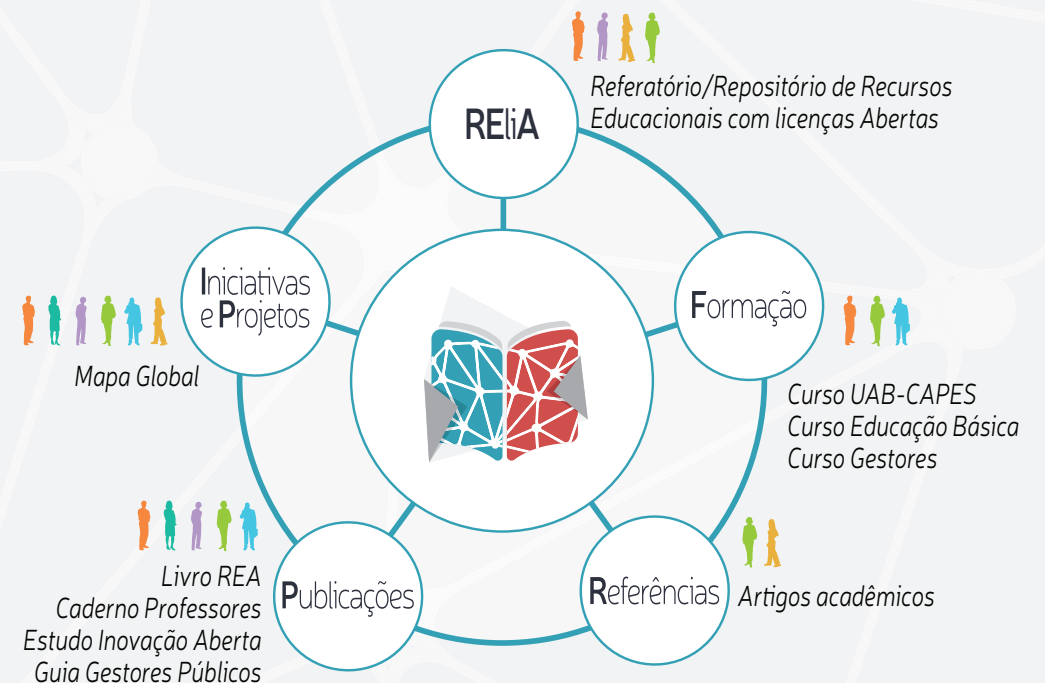 RELiA
Referatório/Repositório de Recursos
Educacionais com licenças Abertas
Iniciativas
e Projetos
Mapa Global
Formação
Curso UAB-CAPES
Curso Educação Básica
Curso Gestores
Publicações
Livro REA
Caderno Professores
Estudo Inovação Aberta
Guia Gestores Públicos
Referências
Artigos acadêmicos